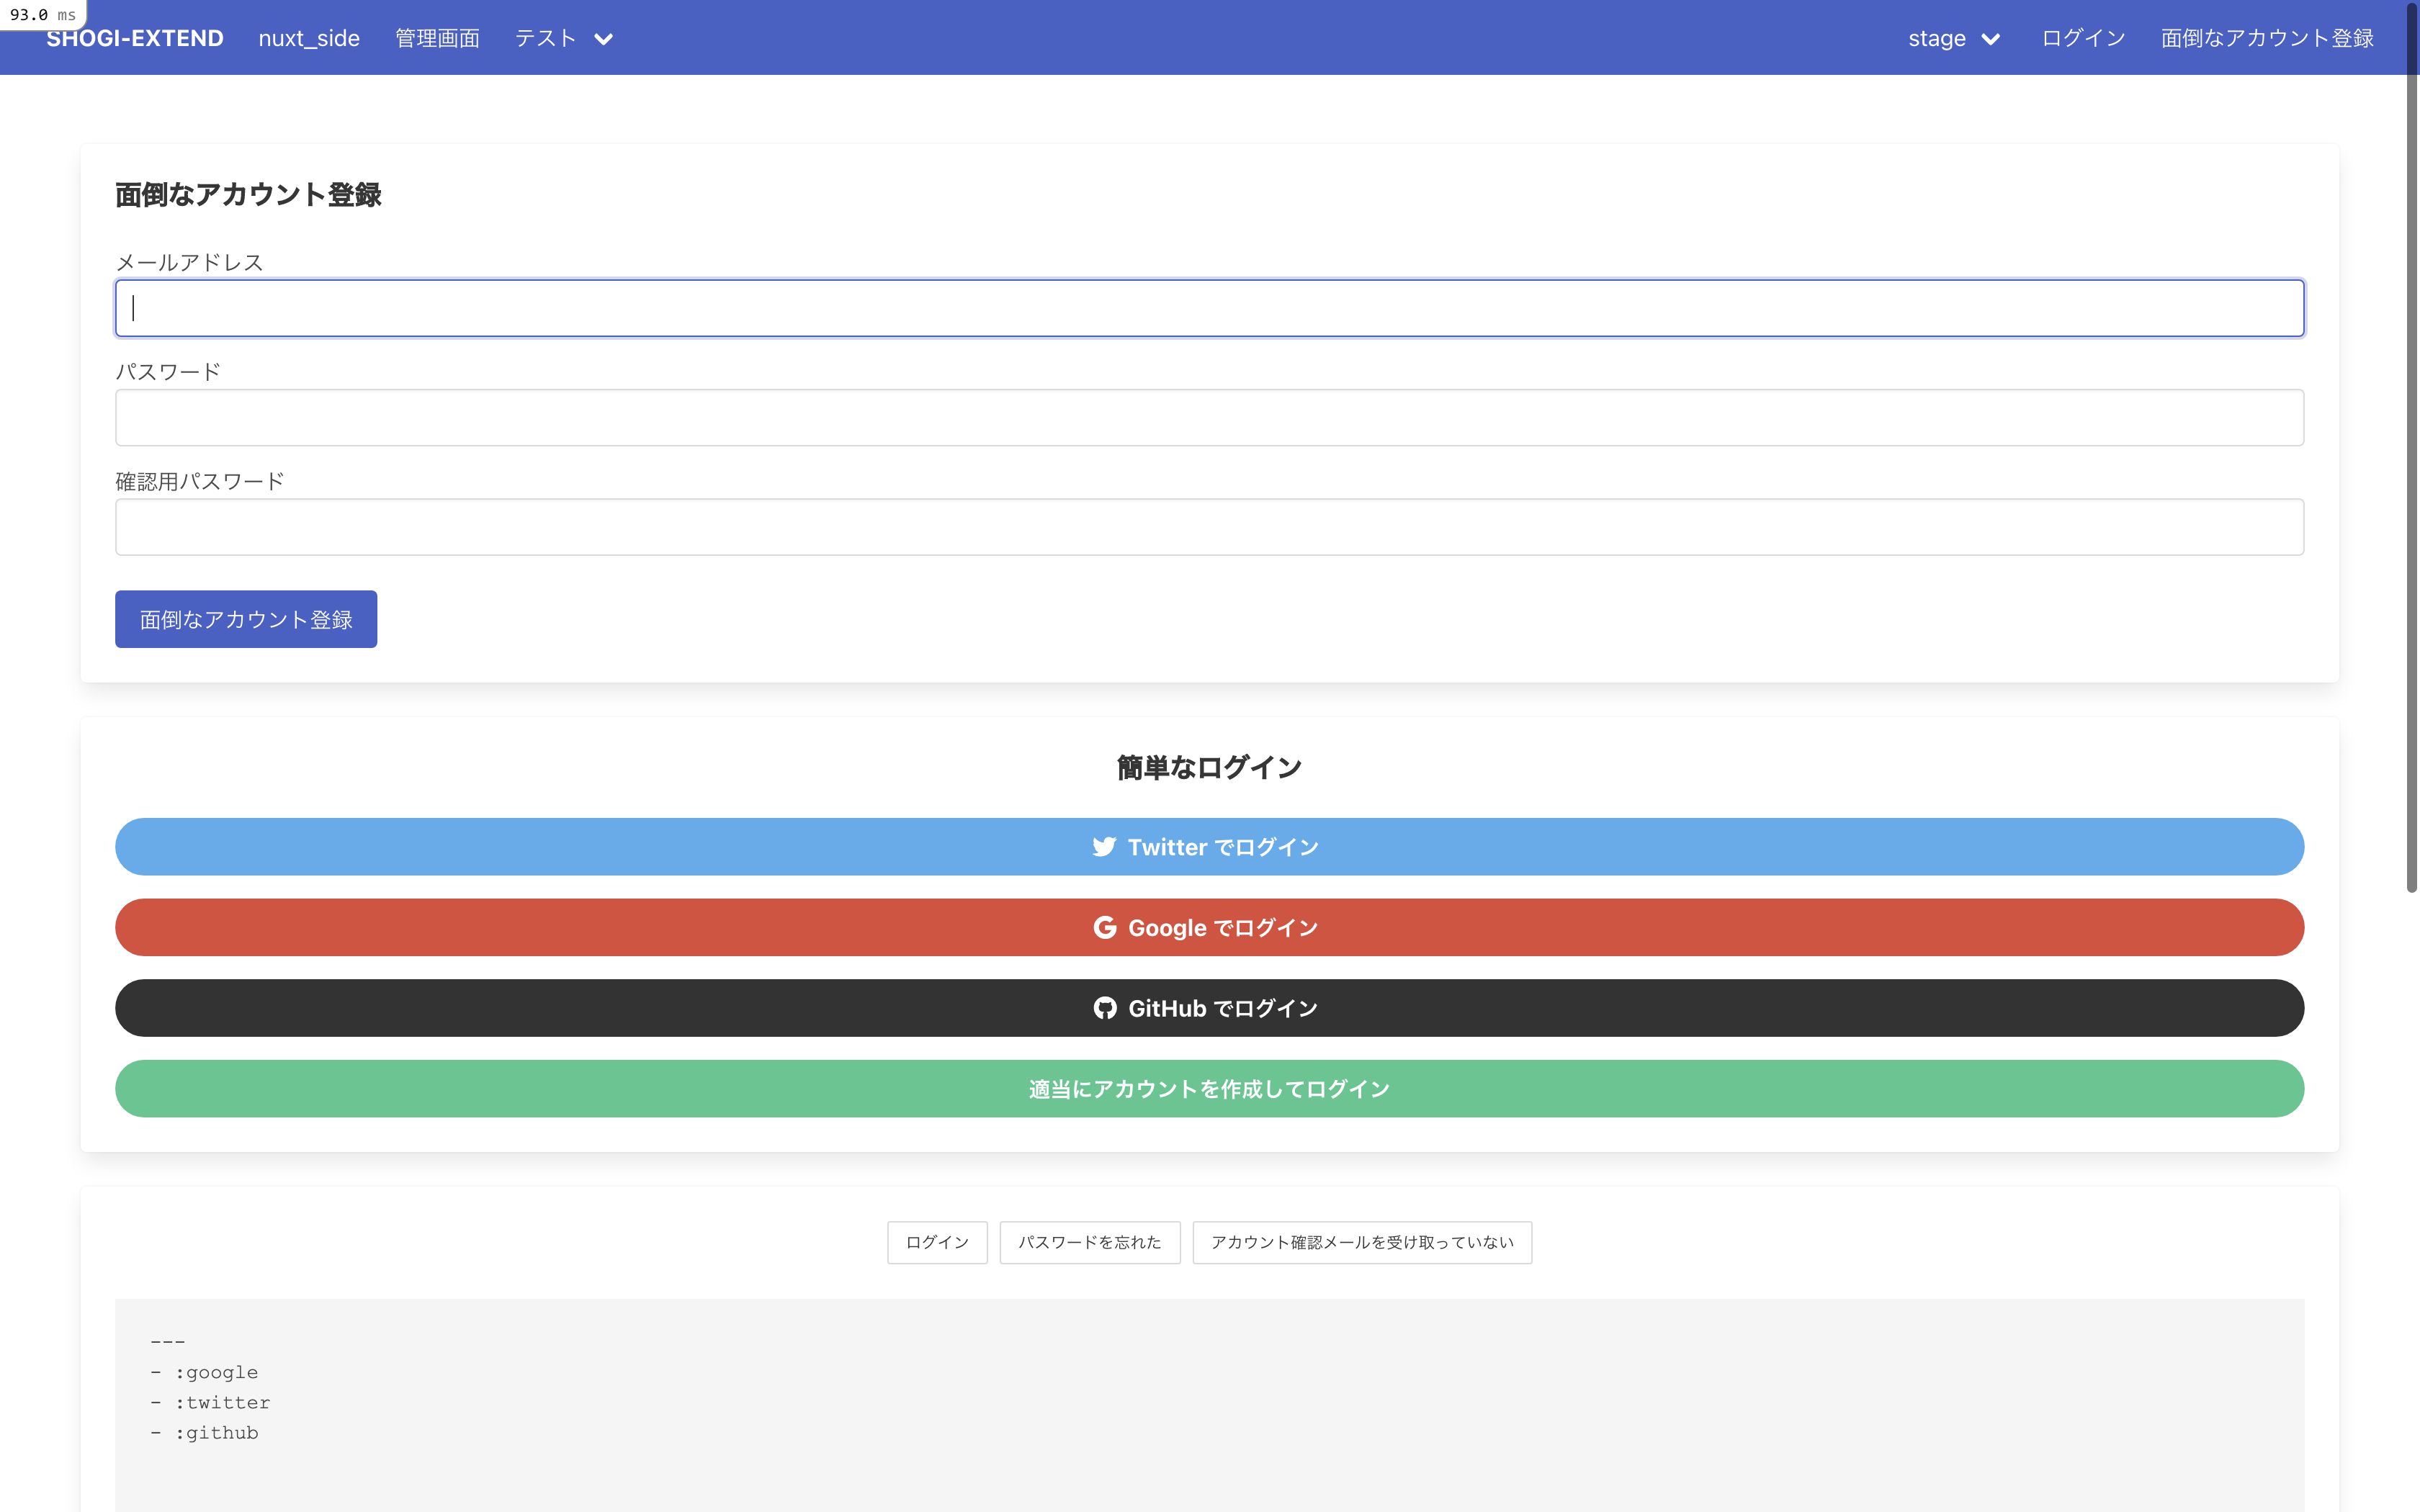 93.0 ms
SHOGI-EXTEND nuxt_side 管理画面 テスト stage ログイン 面倒なアカウント登録
面倒なアカウント登録
メールアドレス
パスワード
確認用パスワード
面倒なアカウント登録
簡単なログイン
Twitter でログイン
Google でログイン
GitHub でログイン
適当にアカウントを作成してログイン
ログイン パスワードを忘れた アカウント確認メールを受け取っていない
---
- :google
- :twitter
- :github